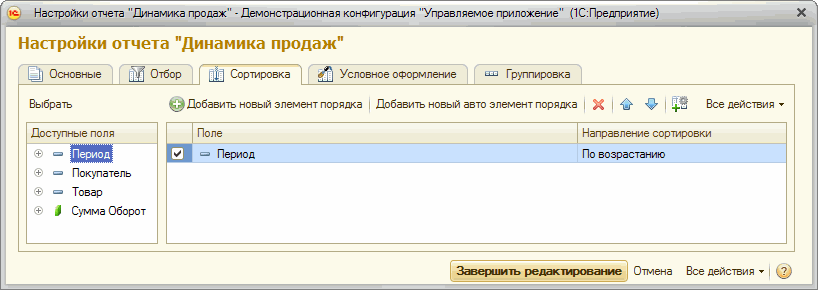 Настройки отчета "Динамика продаж" - Демонстрационная конфигурация "Управляемое приложение" (1С:Предприятие)
Настройки отчета "Динамика продаж"
Основные Отбор Сортировка Условное оформление Группировка
Выбрать Добавить новый элемент порядка Добавить новый авто элемент порядка Все действия
Доступные поля Поле Направление сортировки
Период Период По возрастанию
Покупатель
Товар
Сумма Оборот
Завершить редактирование Отмена Все действия ?